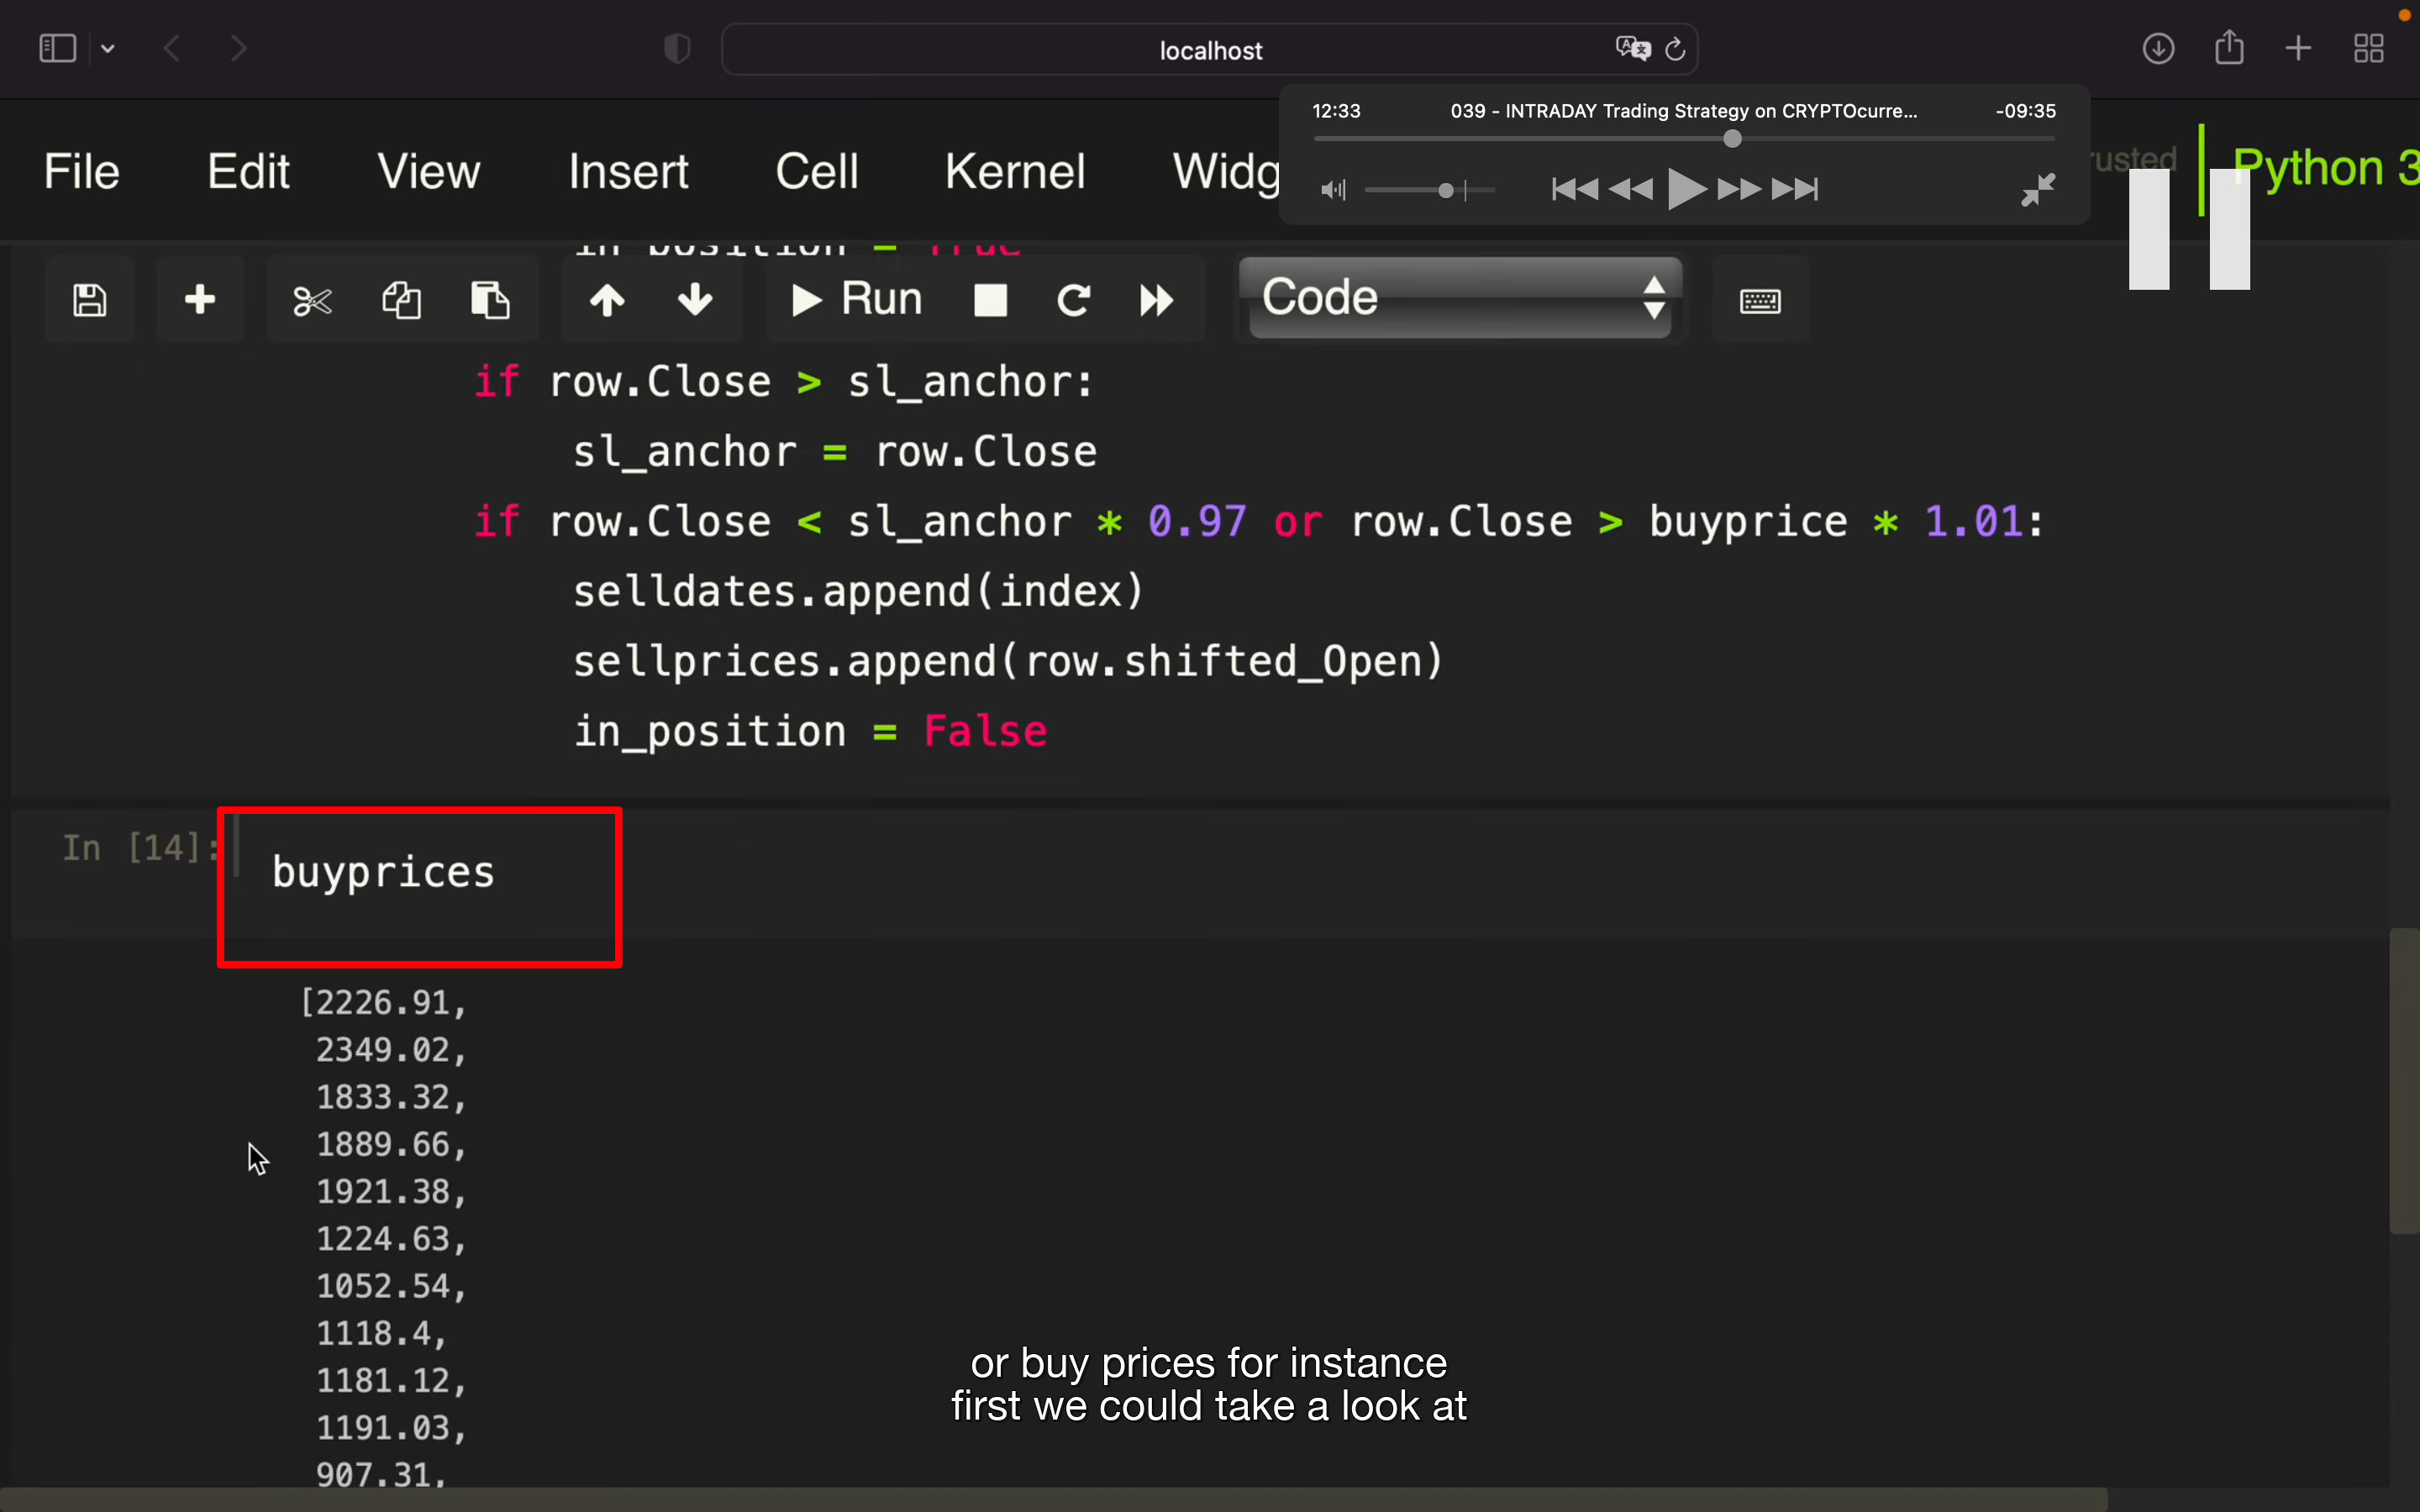 localhost
12:33 039 - INTRADAY Trading Strategy on CRYPTOcurre... -09:35
File Edit View Insert Cell Kernel Widg rusted Python 3
in_position = True
Run Code
if row.Close > sl_anchor:
sl_anchor = row.Close
if row.Close < sl_anchor * 0.97 or row.Close > buyprice * 1.01:
selldates.append(index)
sellprices.append(row.shifted_Open)
in_position = False
In [14]: buyprices
[2226.91,
2349.02,
1833.32,
1889.66,
1921.38,
1224.63,
1052.54,
1118.4,
1181.12,
1191.03,
907.31,
or buy prices for instance
first we could take a look at